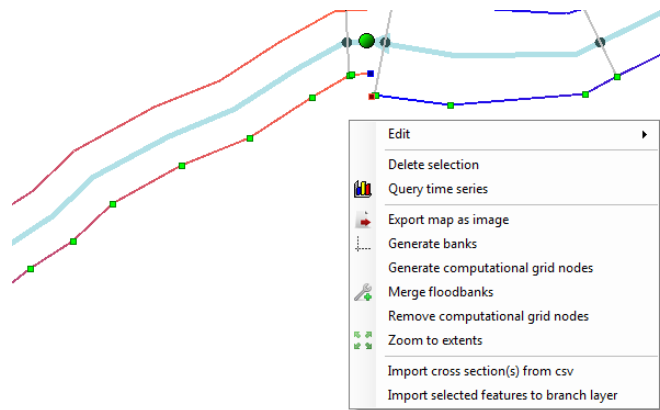 Edit
Delete selection
Query time series
Export map as image
Generate banks
Generate computational grid nodes
Merge floodbanks
Remove computational grid nodes
Zoom to extents
Import cross section(s) from csv
Import selected features to branch layer